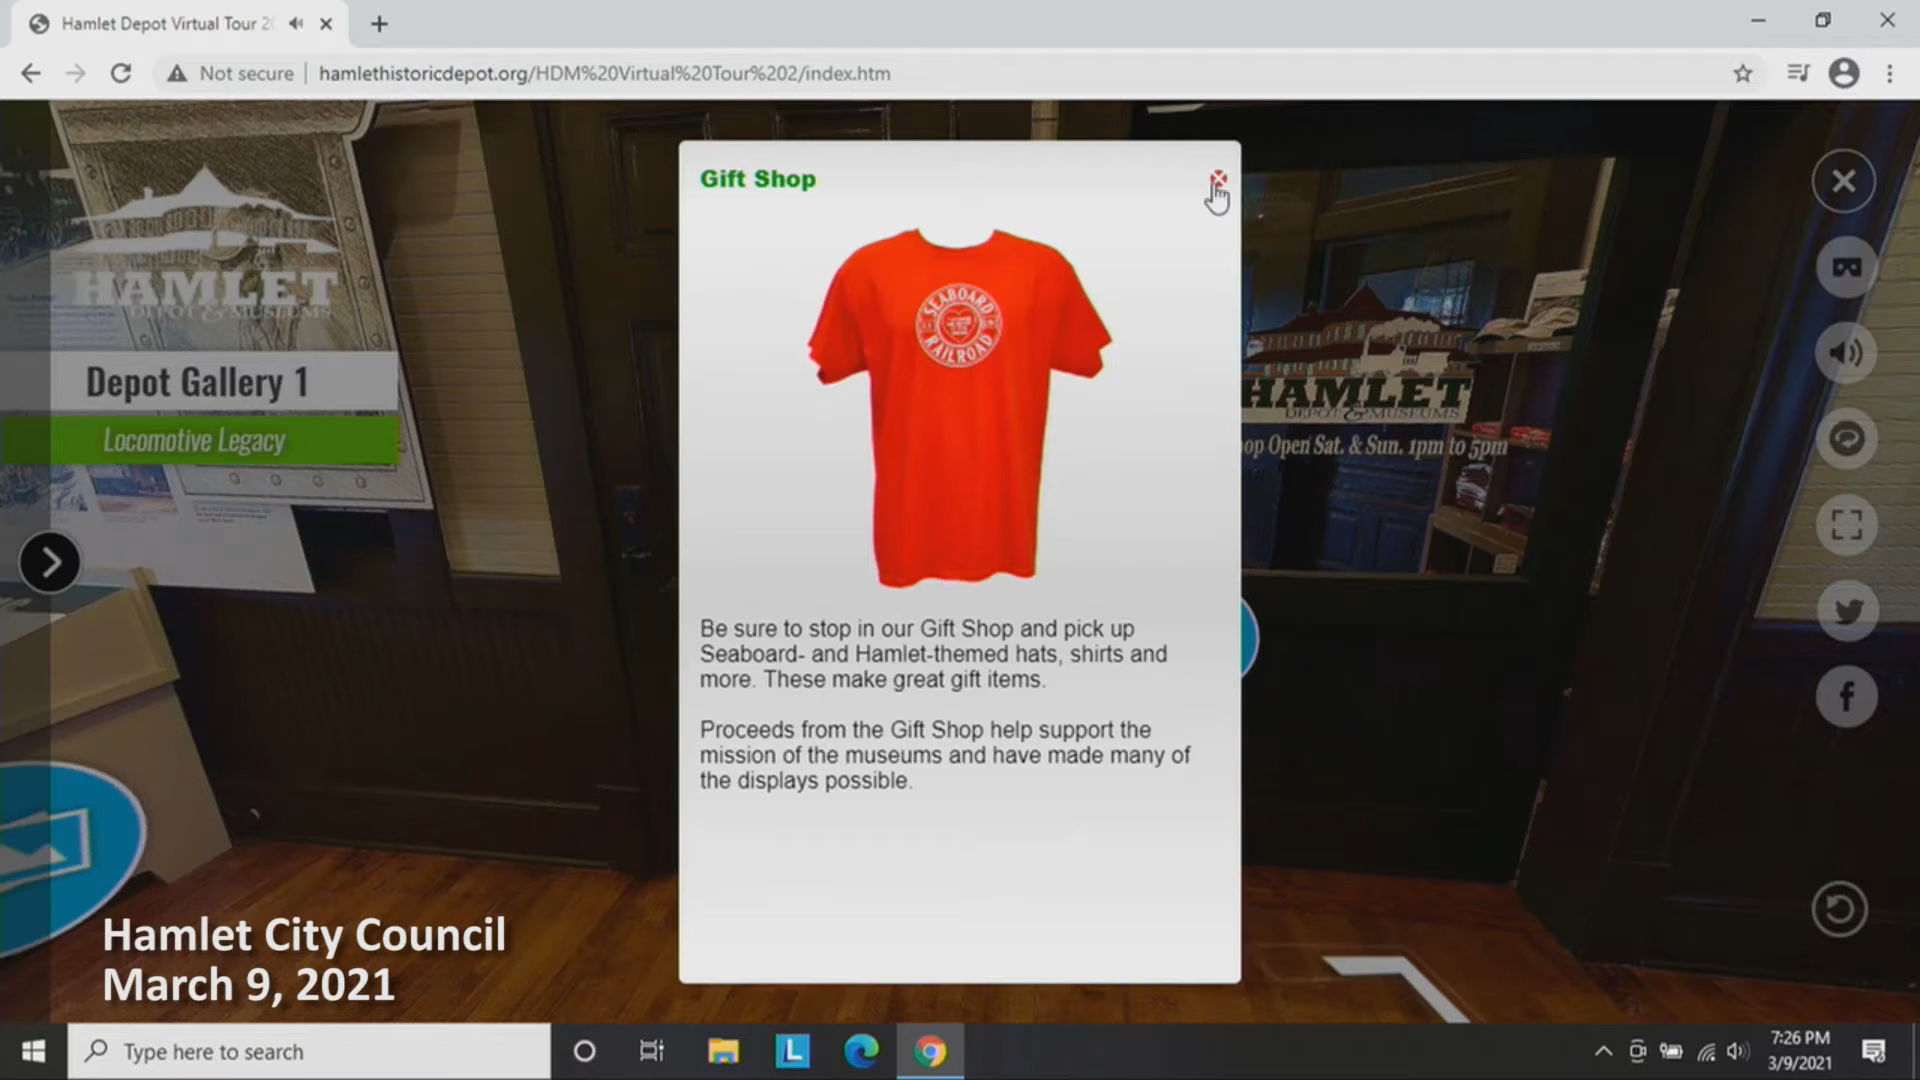 Hamlet Depot Virtual Tour 20
Not secure
hamlethistoricdepot.org/HDM%20Virtual%20Tour%202/index.htm
HAMLET
DEPOT & MUSEUMS
Depot Gallery 1
Locomotive Legacy
Gift Shop
SEABOARD
RAILROAD
Be sure to stop in our Gift Shop and pick up
Seaboard- and Hamlet-themed hats, shirts and
more. These make great gift items.
Proceeds from the Gift Shop help support the
mission of the museums and have made many of
the displays possible.
HAMLET
DEPOT & MUSEUMS
op Open Sat. & Sun. 1pm to 5pm
Hamlet City Council
March 9, 2021
Type here to search
L
7:26 PM
3/9/2021